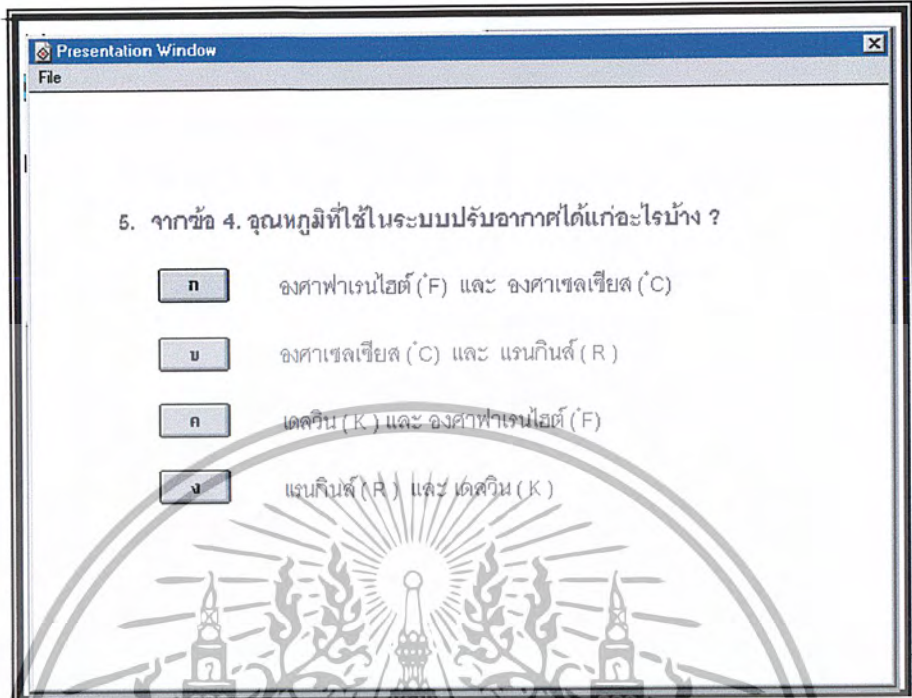 Presentation Window
File
5. จากข้อ 4. อุณหภูมิที่ใช้ในระบบปรับอากาศได้แก่อะไรบ้าง ?
ก องศาฟาเรนไฮต์ (°F) และ องศาเซลเซียส (°C)
ข องศาเซลเซียส (°C) และ แรนกินส์ ( R )
ค เคลวิน ( K ) และ องศาฟาเรนไฮต์ (°F)
ง แรนกินส์ ( R ) และ เคลวิน ( K )